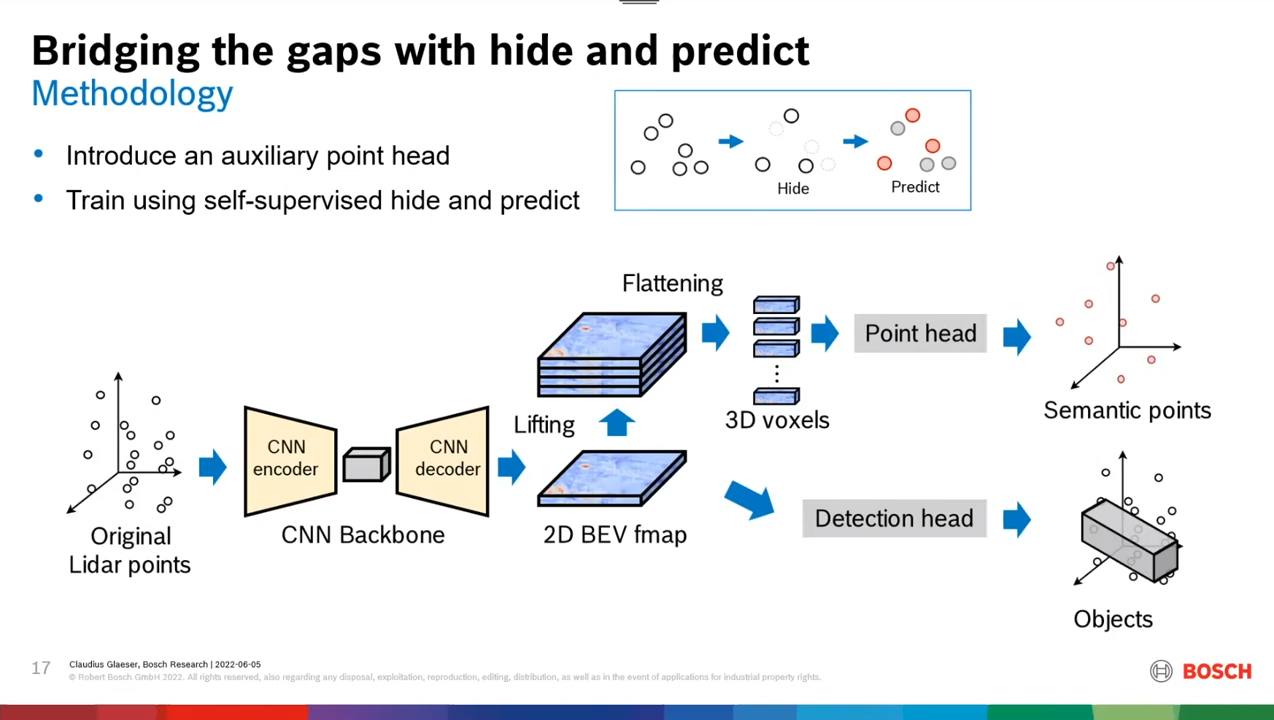 Bridging the gaps with hide and predict
Methodology
• Introduce an auxiliary point head
• Train using self-supervised hide and predict
Hide
Predict
Flattening
Point head
Semantic points
3D voxels
Lifting
CNN
encoder
CNN
decoder
CNN Backbone
2D BEV fmap
Original
Lidar points
Detection head
Objects
17
Claudius Glaeser, Bosch Research | 2022-06-05
© Robert Bosch GmbH 2022. All rights reserved, also regarding any disposal, exploitation, reproduction, editing, distribution, as well as in the event of applications for industrial property rights.
BOSCH